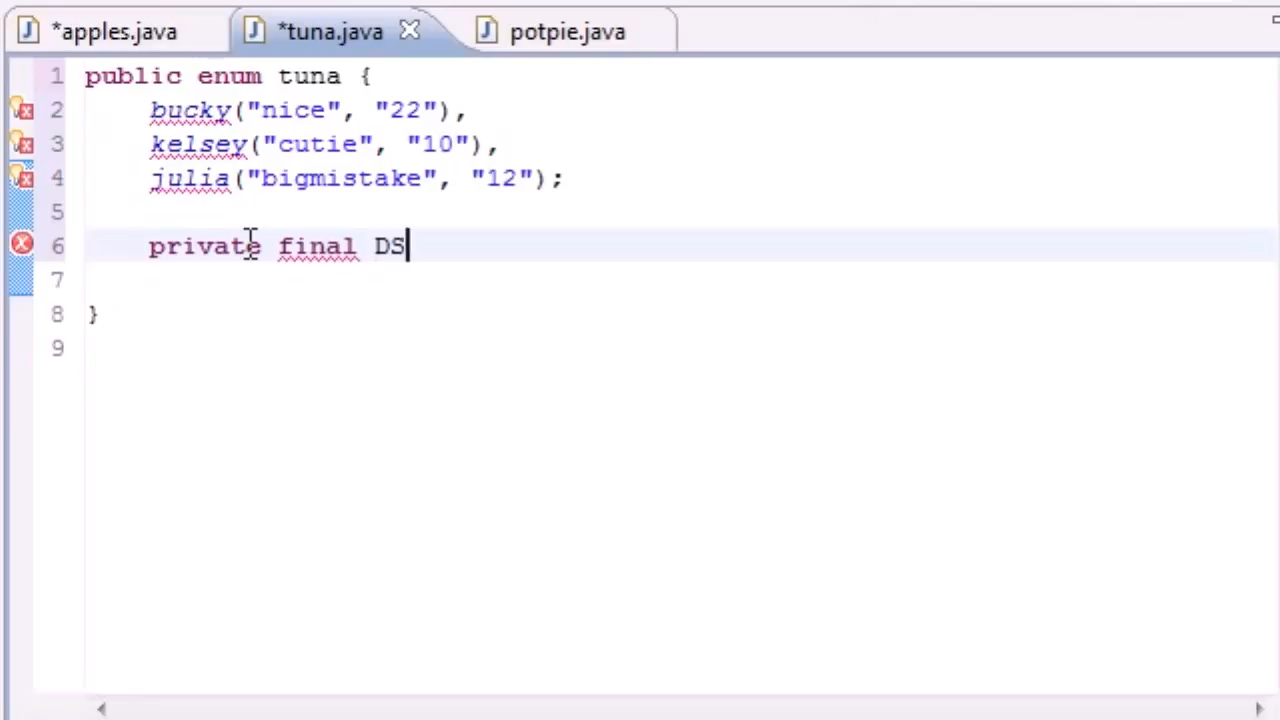 *apples.java *tuna.java potpie.java
1 public enum tuna {
2 bucky("nice", "22"),
3 kelsey("cutie", "10"),
4 julia("bigmistake", "12");
5
6 private final DS
7
8 }
9